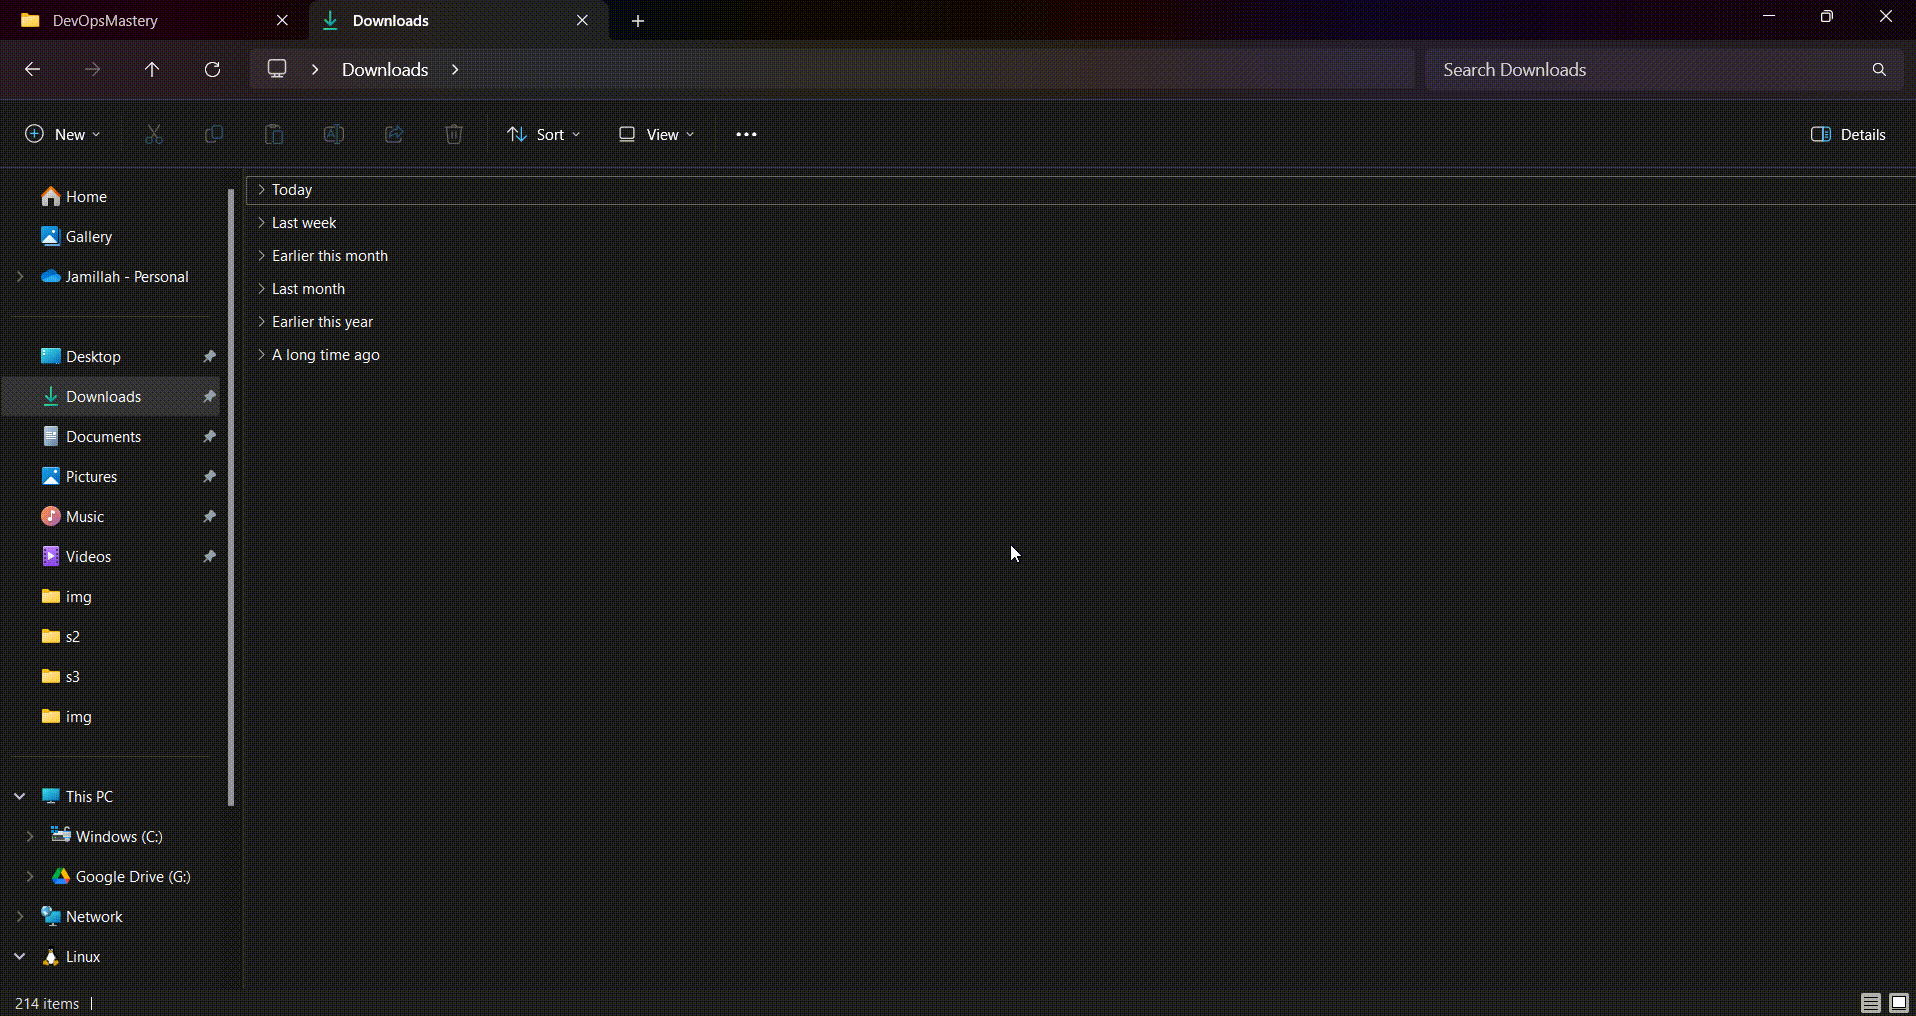 DevOpsMastery
Downloads
Downloads
Search Downloads
New
Sort
View
Details
Home
Gallery
Jamillah - Personal
Desktop
Downloads
Documents
Pictures
Music
Videos
img
s2
s3
img
This PC
Windows (C:)
Google Drive (G:)
Network
Linux
Today
Last week
Earlier this month
Last month
Earlier this year
A long time ago
214 items